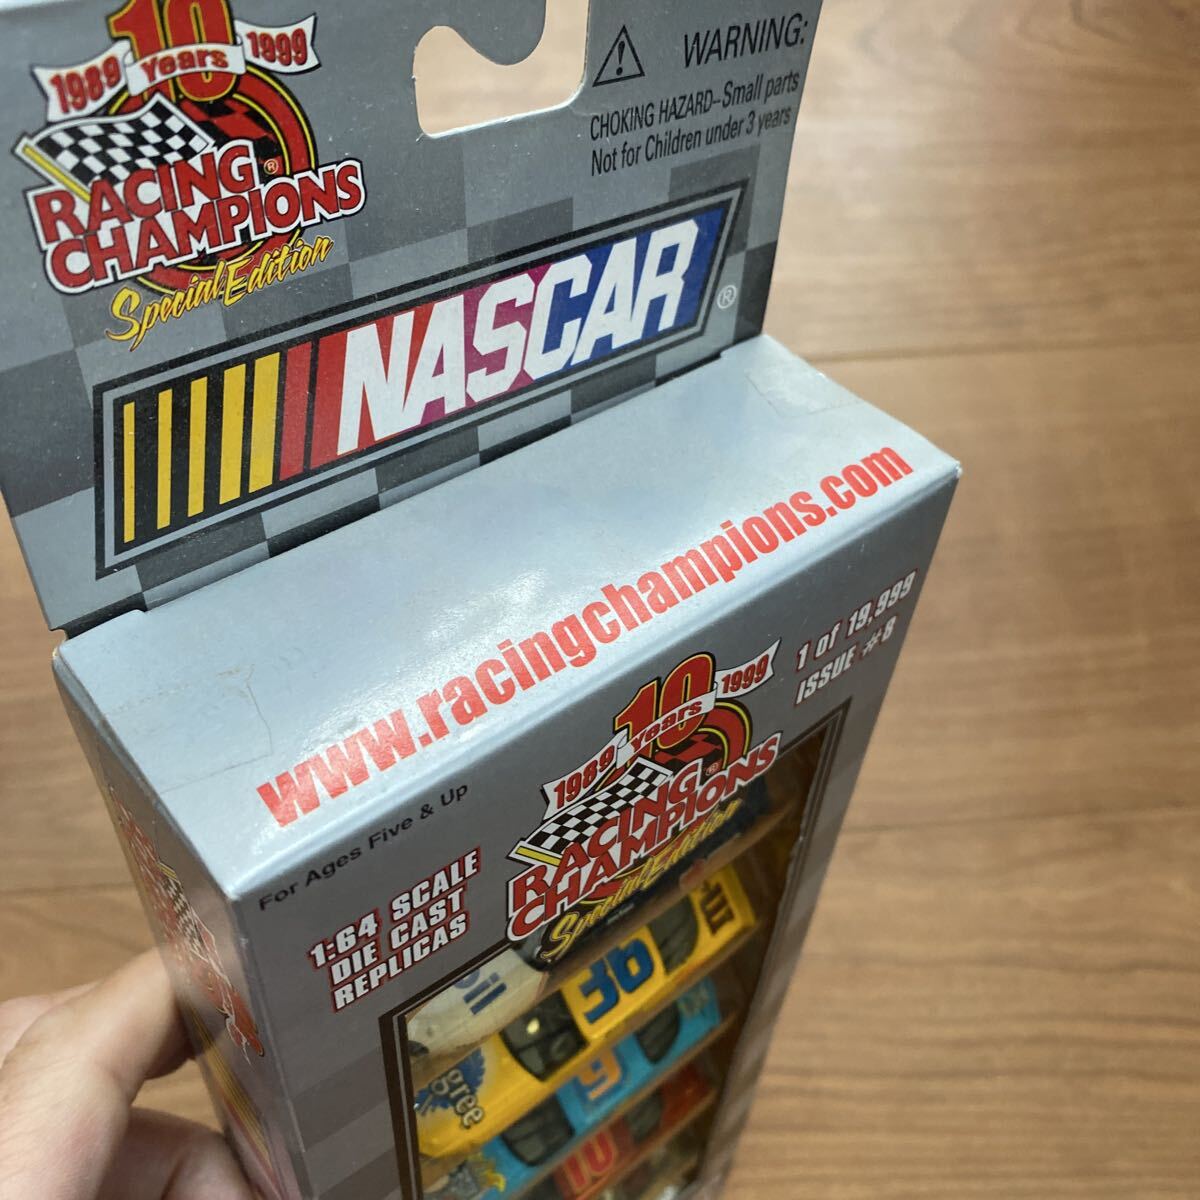 10
1989 Years 1999
RACING®
CHAMPIONS
Special Edition
WARNING:
CHOKING HAZARD-Small parts
Not for Children under 3 years
NASCAR®
www.racingchampions.com
1 of 19,999
ISSUE #8
For Ages Five & Up
1:64 SCALE
DIE CAST
REPLICAS
10
1989 Years 1999
RACING®
CHAMPIONS
Special Edition
36
9
10